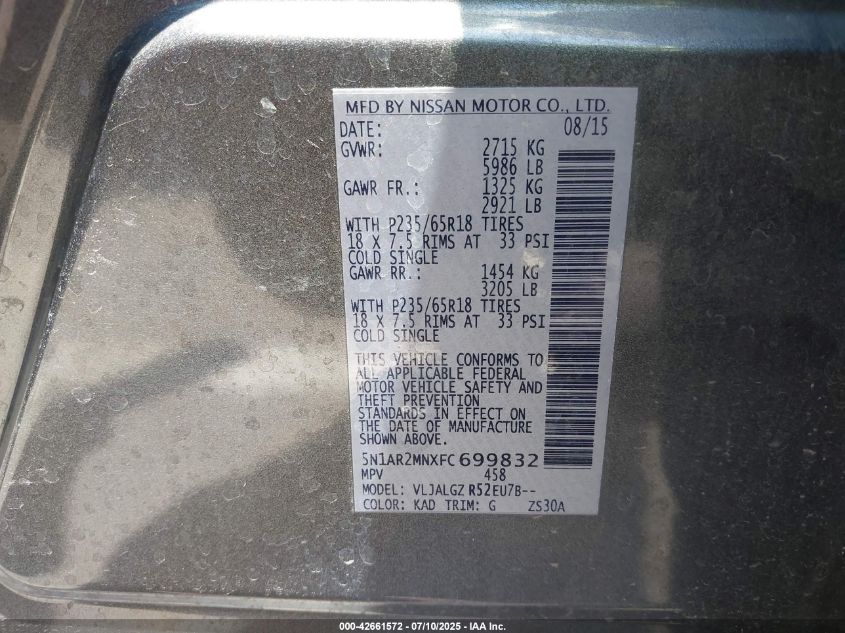 MFD BY NISSAN MOTOR CO., LTD.
DATE: 08/15
GVWR: 2715 KG
5986 LB
GAWR FR.: 1325 KG
2921 LB
WITH P235/65R18 TIRES
18 X 7.5 RIMS AT 33 PSI
COLD SINGLE
GAWR RR.: 1454 KG
3205 LB
WITH P235/65R18 TIRES
18 X 7.5 RIMS AT 33 PSI
COLD SINGLE
THIS VEHICLE CONFORMS TO
ALL APPLICABLE FEDERAL
MOTOR VEHICLE SAFETY AND
THEFT PREVENTION
STANDARDS IN EFFECT ON
THE DATE OF MANUFACTURE
SHOWN ABOVE.
5N1AR2MNXFC699832
MPV 458
MODEL: VLJALGZ R52EU7B--
COLOR: KAD TRIM: G ZS30A
000-42661572 - 07/10/2025 - IAA Inc.